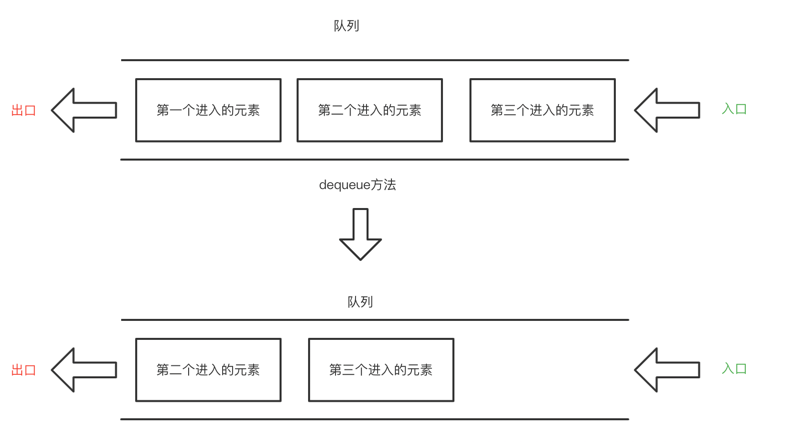 队列
出口
第一个进入的元素
第二个进入的元素
第三个进入的元素
入口
dequeue方法
队列
出口
第二个进入的元素
第三个进入的元素
入口